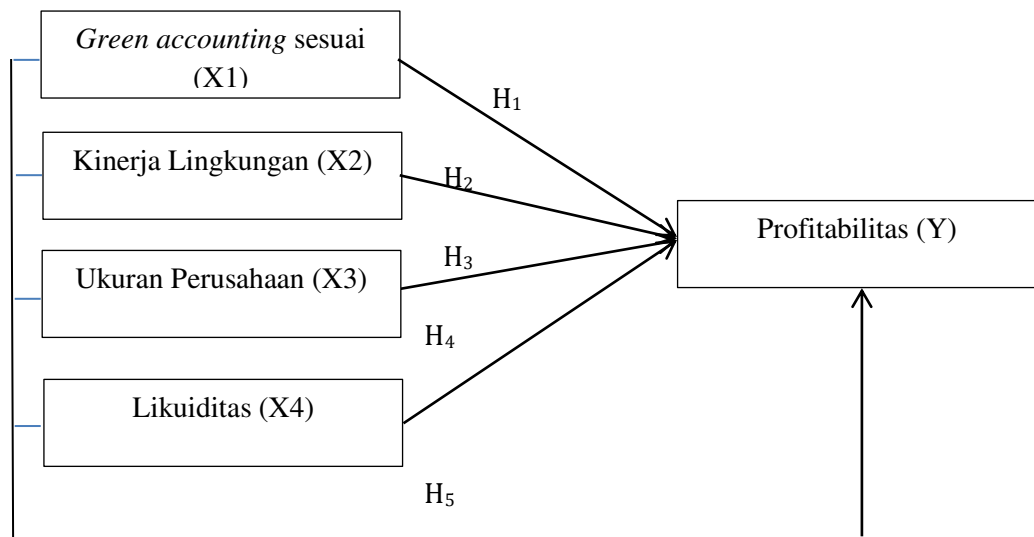 Green accounting sesuai
(X1)
H₁
Kinerja Lingkungan (X2)
H₂
Profitabilitas (Y)
Ukuran Perusahaan (X3)
H₃
H₄
Likuiditas (X4)
H₅